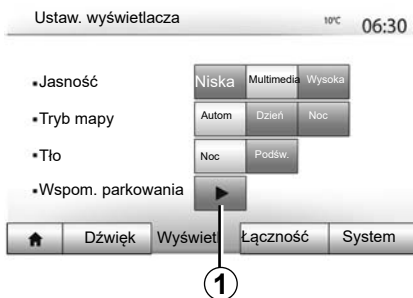 Ustaw. wyświetlacza 10°C 06:30
▪Jasność Niska Multimedia Wysoka
▪Tryb mapy Autom Dzień Noc
▪Tło Noc Podśw.
▪Wspom. parkowania
Dźwięk Wyświetl Łączność System
1